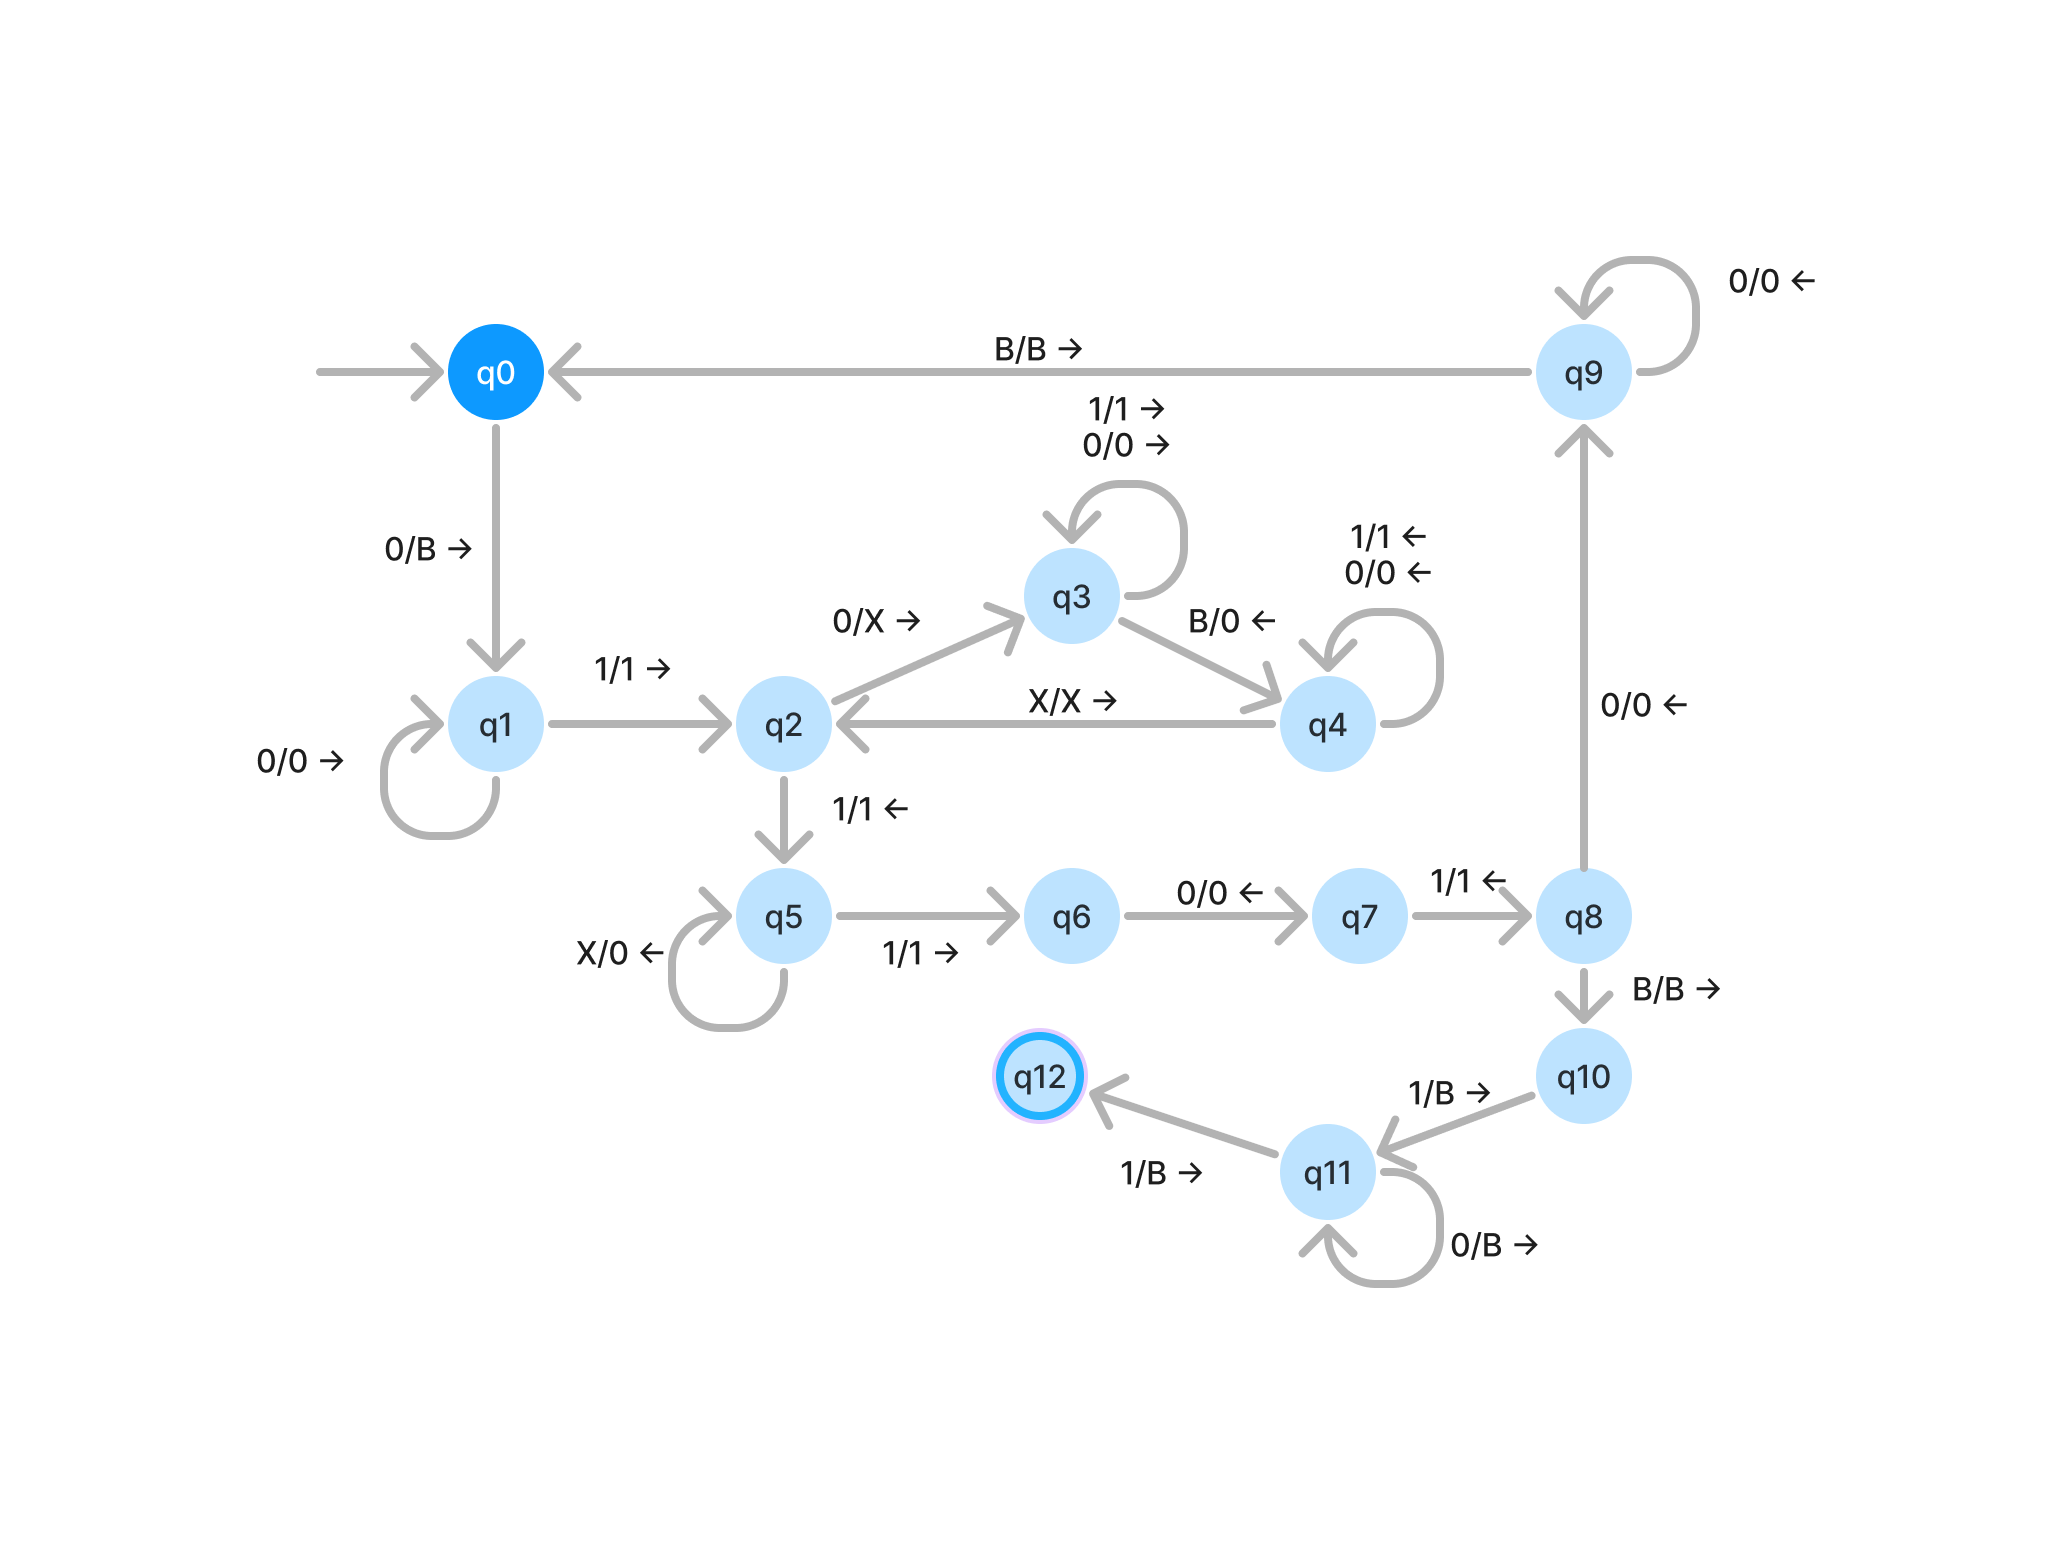 0/0 ←
B/B →
q0
q9
1/1 →
0/0 →
1/1 ←
0/0 ←
0/B →
q3
0/X →
B/0 ←
1/1 →
X/X →
0/0 ←
q1
q2
q4
0/0 →
1/1 ←
0/0 ←
1/1 ←
q5
q6
q7
q8
X/0 ←
1/1 →
B/B →
q12
q10
1/B →
1/B →
q11
0/B →